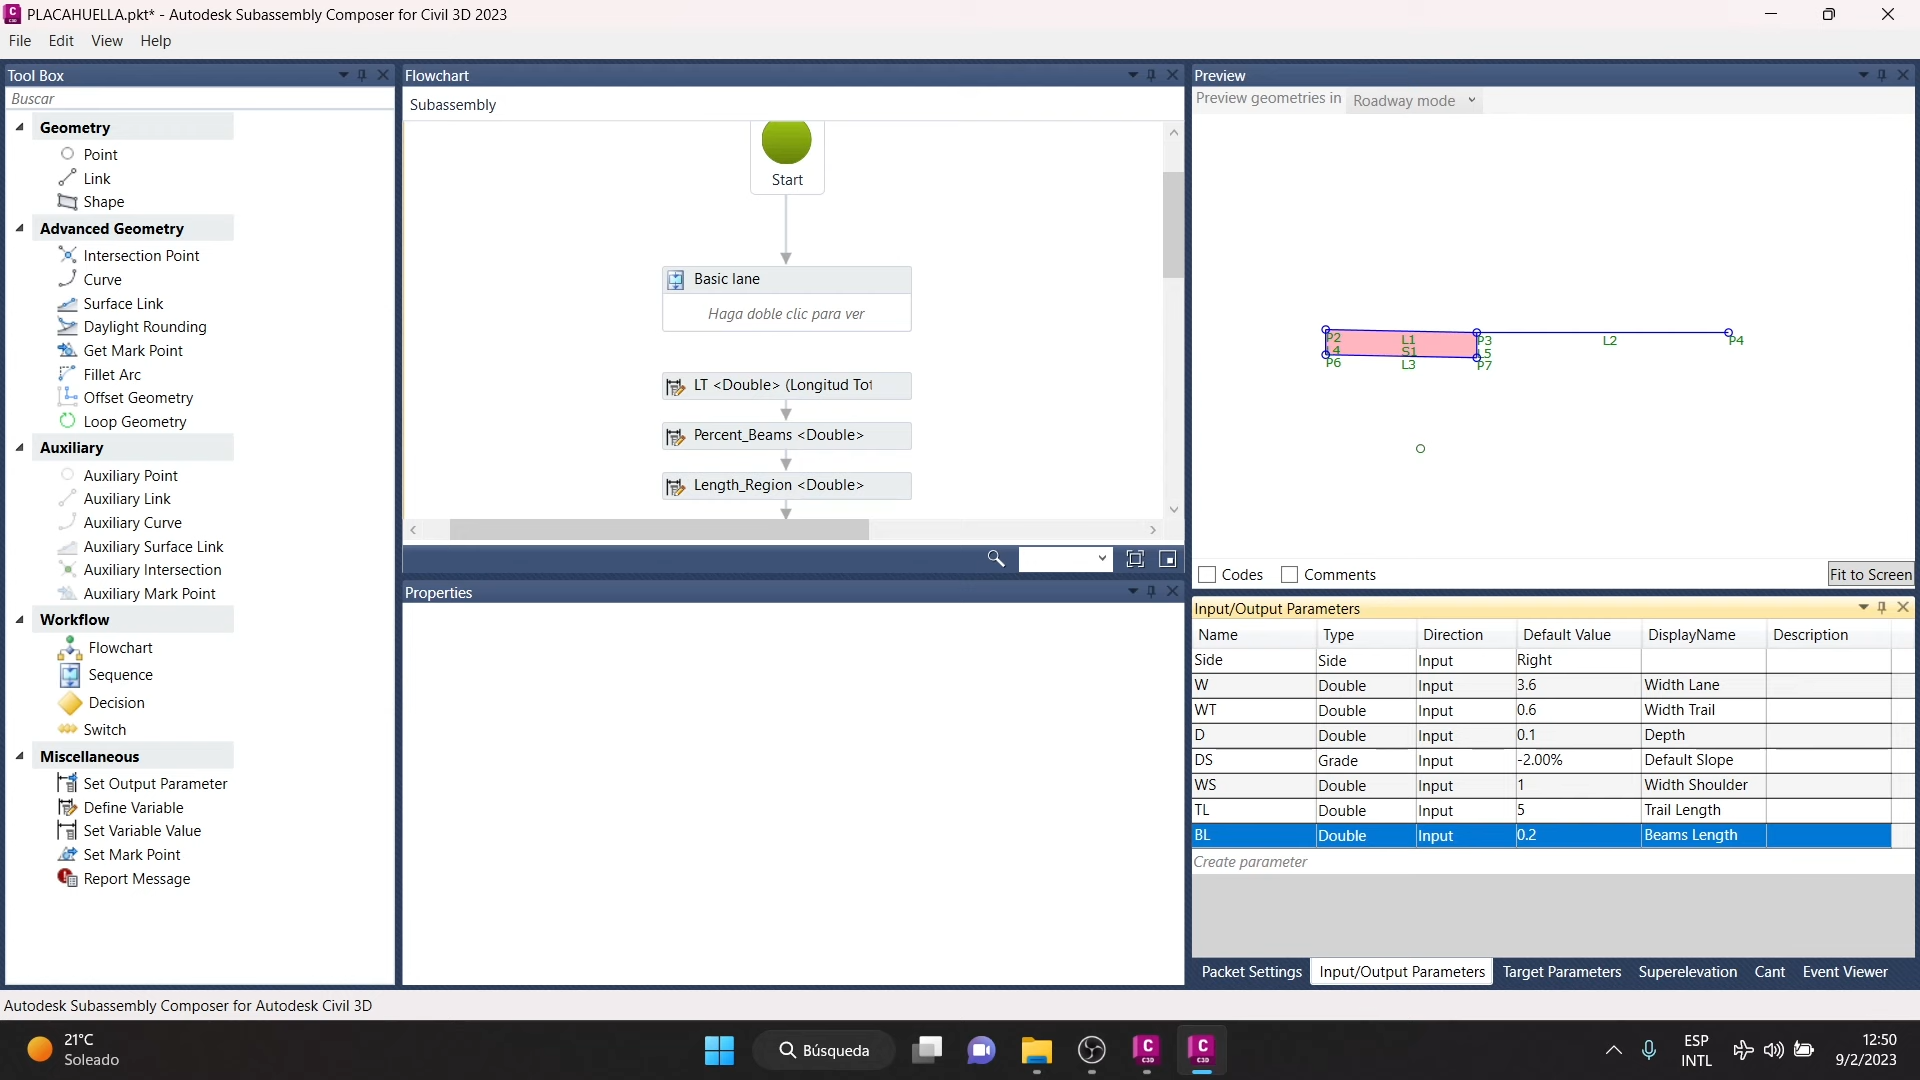 PLACAHUELLA.pkt* - Autodesk Subassembly Composer for Civil 3D 2023
File Edit View Help
Tool Box
Buscar
Geometry
Point
Link
Shape
Advanced Geometry
Intersection Point
Curve
Surface Link
Daylight Rounding
Get Mark Point
Fillet Arc
Offset Geometry
Loop Geometry
Auxiliary
Auxiliary Point
Auxiliary Link
Auxiliary Curve
Auxiliary Surface Link
Auxiliary Intersection
Auxiliary Mark Point
Workflow
Flowchart
Sequence
Decision
Switch
Miscellaneous
Set Output Parameter
Define Variable
Set Variable Value
Set Mark Point
Report Message
Flowchart
Subassembly
Start
Basic lane
Haga doble clic para ver
LT <Double> (Longitud Tot
Percent_Beams <Double>
Length_Region <Double>
Properties
Preview
Preview geometries in Roadway mode
P2 L1 P3 L2 P4
L4 S1 L5
P6 L3 P7
Codes Comments Fit to Screen
Input/Output Parameters
Name Type Direction Default Value DisplayName Description
Side Side Input Right
W Double Input 3.6 Width Lane
WT Double Input 0.6 Width Trail
D Double Input 0.1 Depth
DS Grade Input -2.00% Default Slope
WS Double Input 1 Width Shoulder
TL Double Input 5 Trail Length
BL Double Input 0.2 Beams Length
Create parameter
Packet Settings Input/Output Parameters Target Parameters Superelevation Cant Event Viewer
Autodesk Subassembly Composer for Autodesk Civil 3D
21°C
Soleado
Búsqueda
C3D
C3D
ESP
INTL
12:50
9/2/2023